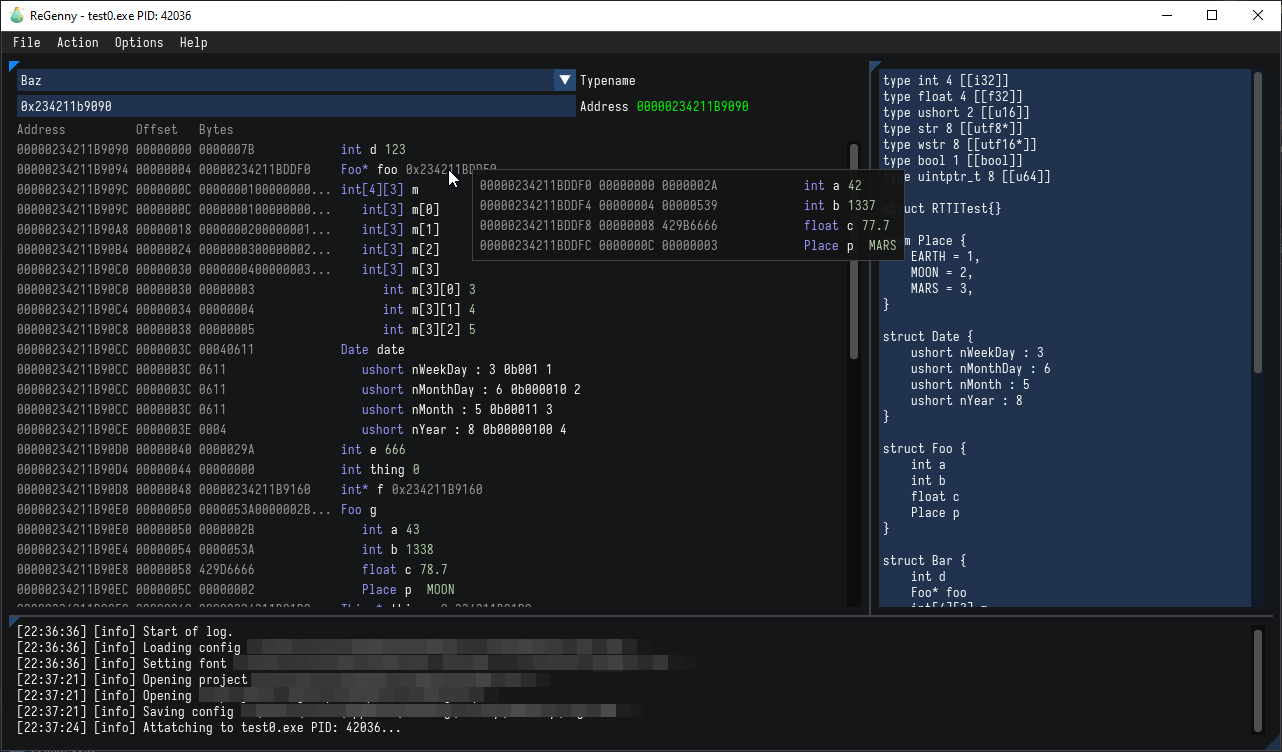 ReGenny - test0.exe PID: 42036
File Action Options Help
Baz Typename
0x234211b9090 Address 00000234211B9090
Address Offset Bytes
00000234211B9090 00000000 0000007B int d 123
00000234211B9094 00000004 00000234211BDDF0 Foo* foo 0x234211BDDF0
00000234211B909C 0000000C 0000000100000000... int[4][3] m
00000234211B909C 0000000C 0000000100000000... int[3] m[0]
00000234211B90A8 00000018 0000000200000001... int[3] m[1]
00000234211B90B4 00000024 0000000300000002... int[3] m[2]
00000234211B90C0 00000030 0000000400000003... int[3] m[3]
00000234211B90C0 00000030 00000003 int m[3][0] 3
00000234211B90C4 00000034 00000004 int m[3][1] 4
00000234211B90C8 00000038 00000005 int m[3][2] 5
00000234211B90CC 0000003C 00040611 Date date
00000234211B90CC 0000003C 0611 ushort nWeekDay : 3 0b001 1
00000234211B90CC 0000003C 0611 ushort nMonthDay : 6 0b000010 2
00000234211B90CC 0000003C 0611 ushort nMonth : 5 0b00011 3
00000234211B90CE 0000003E 0004 ushort nYear : 8 0b00000100 4
00000234211B90D0 00000040 0000029A int e 666
00000234211B90D4 00000044 00000000 int thing 0
00000234211B90D8 00000048 00000234211B9160 int* f 0x234211B9160
00000234211B90E0 00000050 0000053A0000002B... Foo g
00000234211B90E0 00000050 0000002B int a 43
00000234211B90E4 00000054 0000053A int b 1338
00000234211B90E8 00000058 429D6666 float c 78.7
00000234211B90EC 0000005C 00000002 Place p MOON
00000234211BDDF0 00000000 0000002A int a 42
00000234211BDDF4 00000004 00000539 int b 1337
00000234211BDDF8 00000008 429B6666 float c 77.7
00000234211BDDFC 0000000C 00000003 Place p MARS
type int 4 [[i32]]
type float 4 [[f32]]
type ushort 2 [[u16]]
type str 8 [[utf8*]]
type wstr 8 [[utf16*]]
type bool 1 [[bool]]
type uintptr_t 8 [[u64]]
RTTITest{}
Place {
EARTH = 1,
MOON = 2,
MARS = 3,
}
struct Date {
ushort nWeekDay : 3
ushort nMonthDay : 6
ushort nMonth : 5
ushort nYear : 8
}
struct Foo {
int a
int b
float c
Place p
}
struct Bar {
int d
Foo* foo
int[4][3] m
[22:36:36] [info] Start of log.
[22:36:36] [info] Loading config
[22:36:36] [info] Setting font
[22:37:21] [info] Opening project
[22:37:21] [info] Opening
[22:37:21] [info] Saving config
[22:37:24] [info] Attatching to test0.exe PID: 42036...